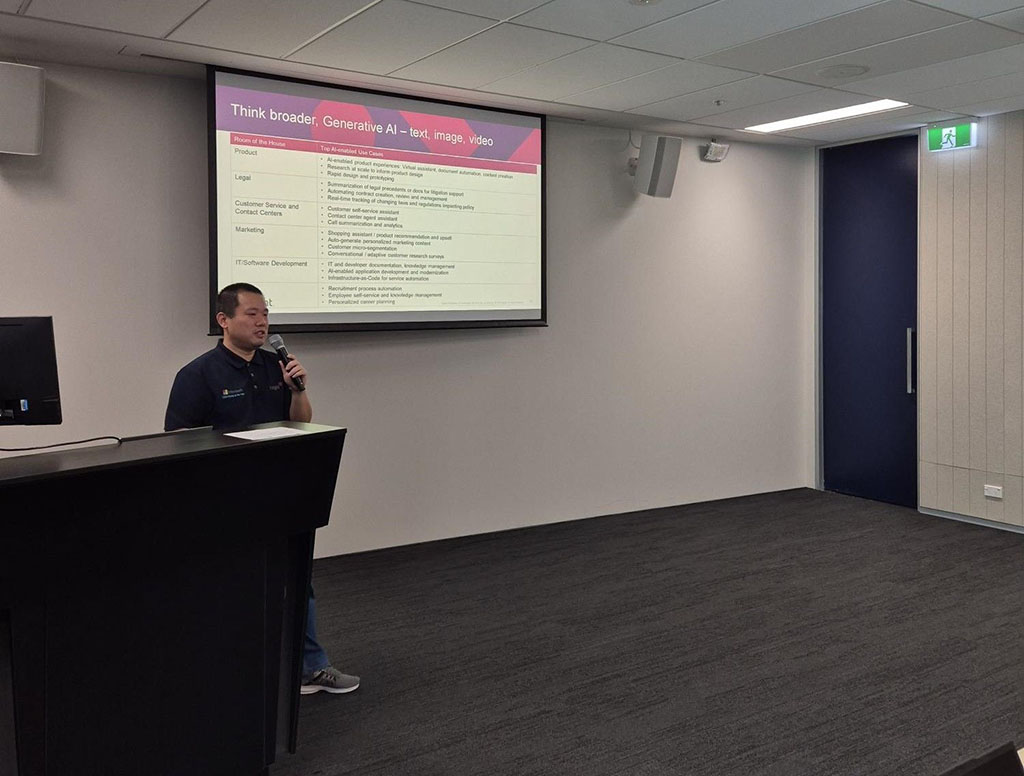 Think broader, Generative AI – text, image, video
Room of the House
Top AI-enabled Use Cases
Product
• AI-enabled product experiences: Virtual assistant, document automation, content creation
• Research at scale to inform product design
• Rapid design and prototyping
Legal
• Summarization of legal precedents or docs for litigation support
• Automating contract creation, review and management
• Real-time tracking of changing laws and regulations impacting policy
Customer Service and
Contact Centers
• Customer self-service assistant
• Contact center agent assistant
• Call summarization and analytics
Marketing
• Shopping assistant / product recommendation and upsell
• Auto-generate personalized marketing content
• Customer micro-segmentation
• Conversational / adaptive customer research surveys
IT/Software Development
• IT and developer documentation, knowledge management
• AI-enabled application development and modernization
• Infrastructure-as-Code for service automation
• Recruitment process automation
• Employee self-service and knowledge management
• Personalized career planning